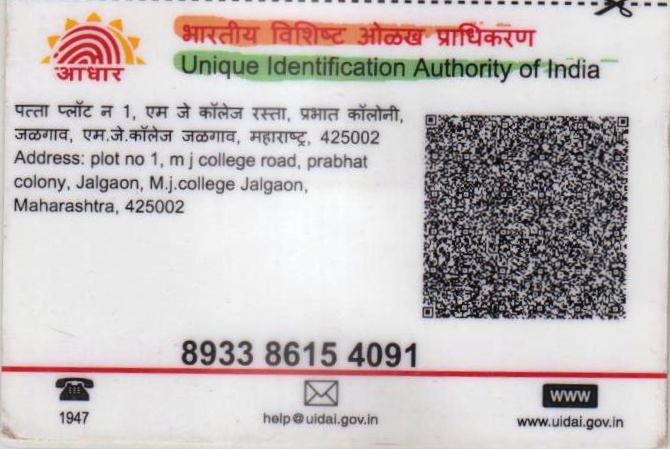 भारतीय विशिष्ट ओळख प्राधिकरण
Unique Identification Authority of India
आधार
पत्ता प्लॉट न 1, एम जे कॉलेज रस्ता, प्रभात कॉलोनी,
जळगाव, एम.जे.कॉलेज जळगाव, महाराष्ट्र, 425002
Address: plot no 1, m j college road, prabhat
colony, Jalgaon, M.j.college Jalgaon,
Maharashtra, 425002
8933 8615 4091
1947
help@uidai.gov.in
WWW
www.uidai.gov.in